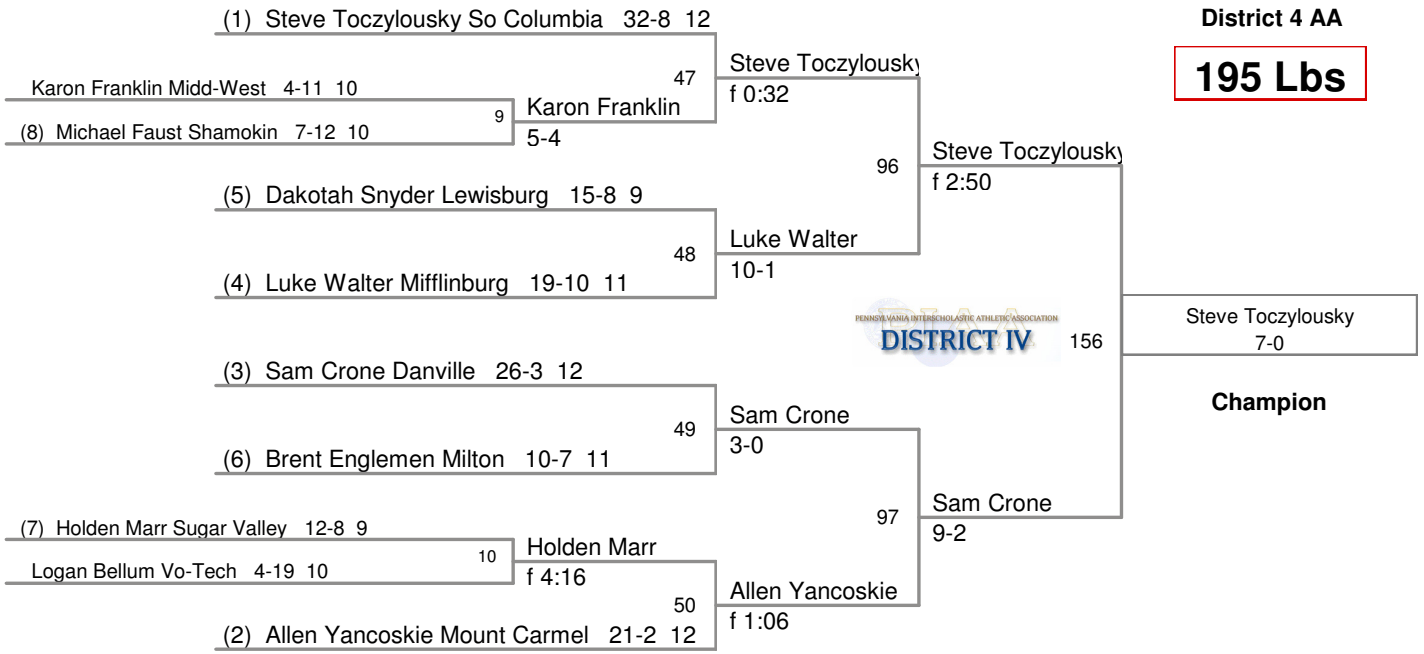 (1) Steve Toczylousky So Columbia 32-8 12
District 4 AA
195 Lbs
Karon Franklin Midd-West 4-11 10
9
(8) Michael Faust Shamokin 7-12 10
Karon Franklin
5-4
47
Steve Toczylousky
f 0:32
(5) Dakotah Snyder Lewisburg 15-8 9
48
(4) Luke Walter Mifflinburg 19-10 11
Luke Walter
10-1
96
Steve Toczylousky
f 2:50
PENNSYLVANIA INTERSCHOLASTIC ATHLETIC ASSOCIATION
PIAA
DISTRICT IV
156
Steve Toczylousky
7-0
Champion
(3) Sam Crone Danville 26-3 12
49
(6) Brent Englemen Milton 10-7 11
Sam Crone
3-0
97
Sam Crone
9-2
(7) Holden Marr Sugar Valley 12-8 9
10
Logan Bellum Vo-Tech 4-19 10
Holden Marr
f 4:16
50
(2) Allen Yancoskie Mount Carmel 21-2 12
Allen Yancoskie
f 1:06